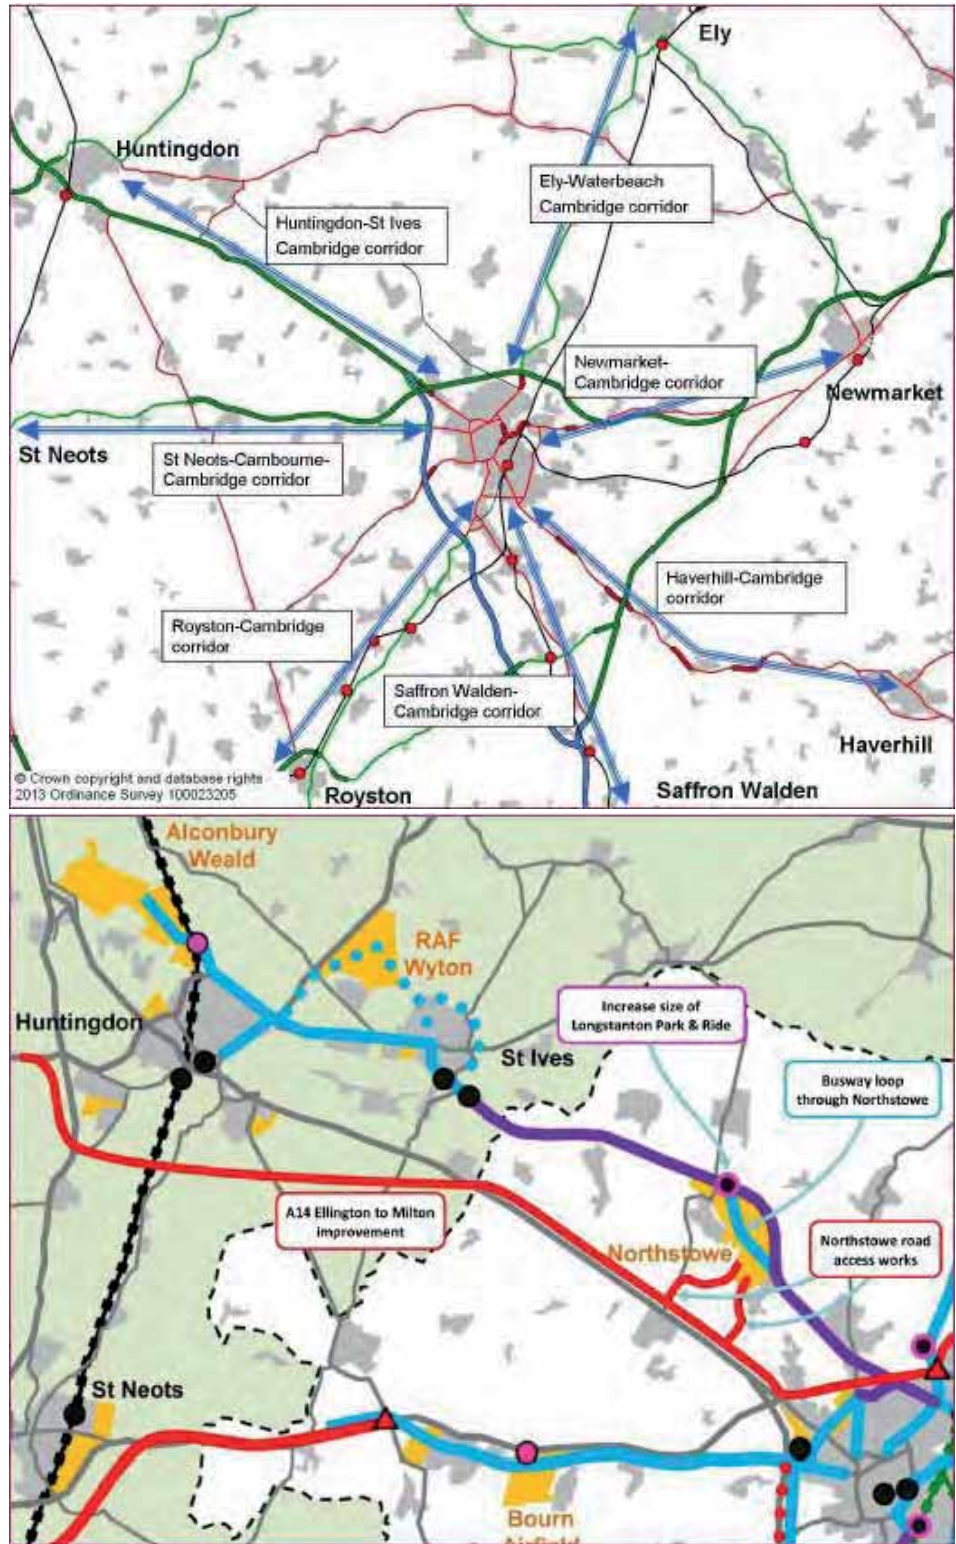 Ely
Huntingdon
Ely-Waterbeach
Cambridge corridor
Huntingdon-St Ives
Cambridge corridor
Newmarket-
Cambridge corridor
Newmarket
St Neots
St Neots-Cambourne-
Cambridge corridor
Haverhill-Cambridge
corridor
Royston-Cambridge
corridor
Saffron Walden-
Cambridge corridor
Haverhill
© Crown copyright and database rights
2013 Ordinance Survey 100023205
Royston
Saffron Walden
Alconbury
Weald
RAF
Wyton
Huntingdon
Increase size of
Longstanton Park & Ride
St Ives
Busway loop
through Northstowe
A14 Ellington to Milton
improvement
Northstowe
Northstowe road
access works
St Neots
Bourn
Airfield